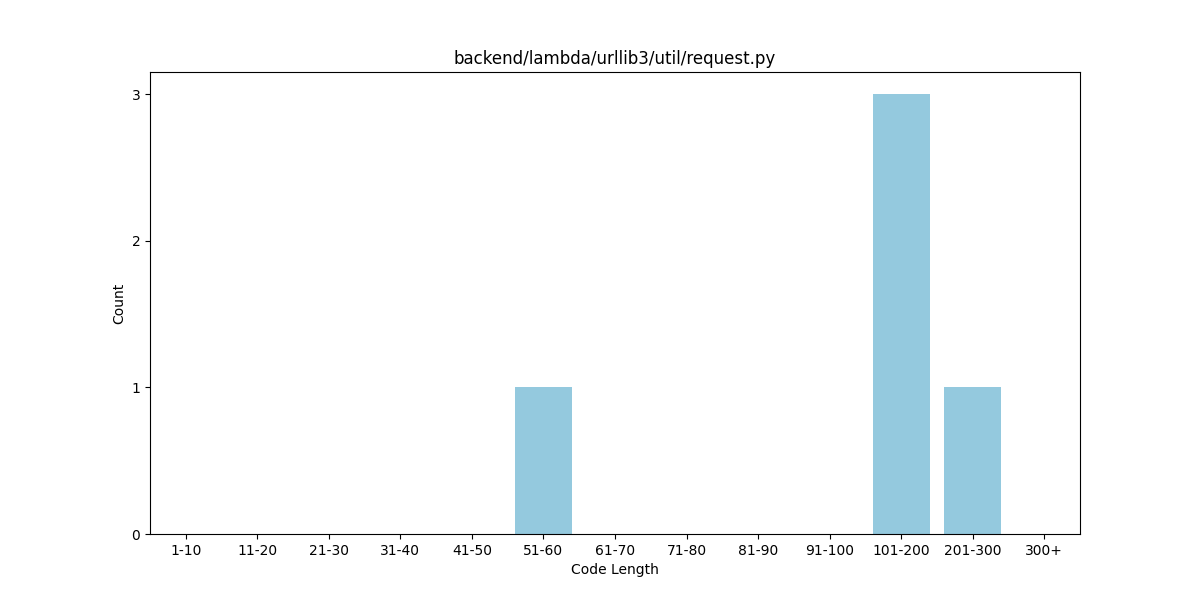 backend/lambda/urllib3/util/request.py
3
2
1
0
Count
1-10 11-20 21-30 31-40 41-50 51-60 61-70 71-80 81-90 91-100 101-200 201-300 300+
Code Length